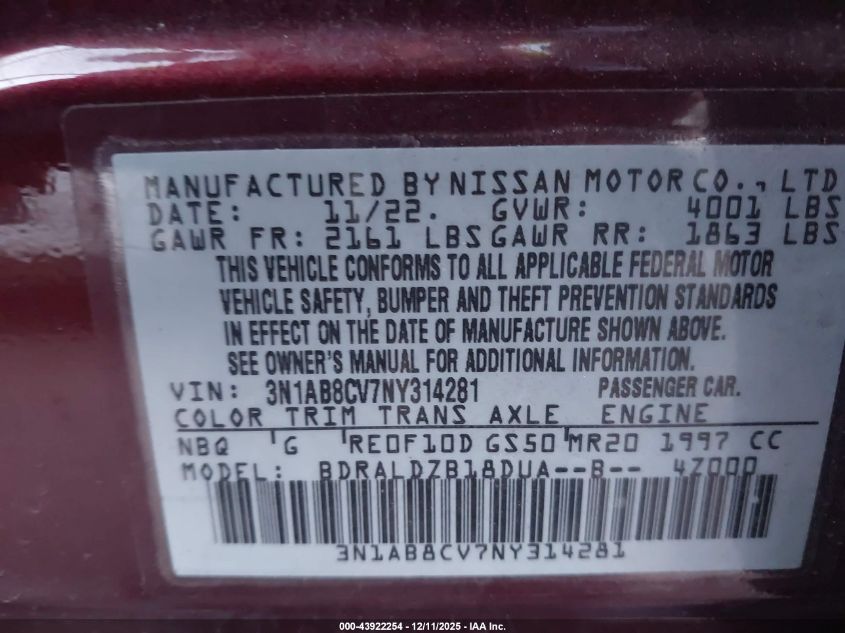 MANUFACTURED BY NISSAN MOTOR CO., LTD
DATE: 11/22. GVWR: 4001 LBS
GAWR FR: 2161 LBS GAWR RR: 1863 LBS
THIS VEHICLE CONFORMS TO ALL APPLICABLE FEDERAL MOTOR
VEHICLE SAFETY, BUMPER AND THEFT PREVENTION STANDARDS
IN EFFECT ON THE DATE OF MANUFACTURE SHOWN ABOVE.
SEE OWNER'S MANUAL FOR ADDITIONAL INFORMATION.
VIN: 3N1AB8CV7NY314281 PASSENGER CAR.
COLOR TRIM TRANS AXLE ENGINE
NBQ G RE0F10D GS50 MR20 1997 CC
MODEL: BDRALDZB18DUA--B-- 4Z000
3N1AB8CV7NY314281
000-43922254 - 12/11/2025 - IAA Inc.